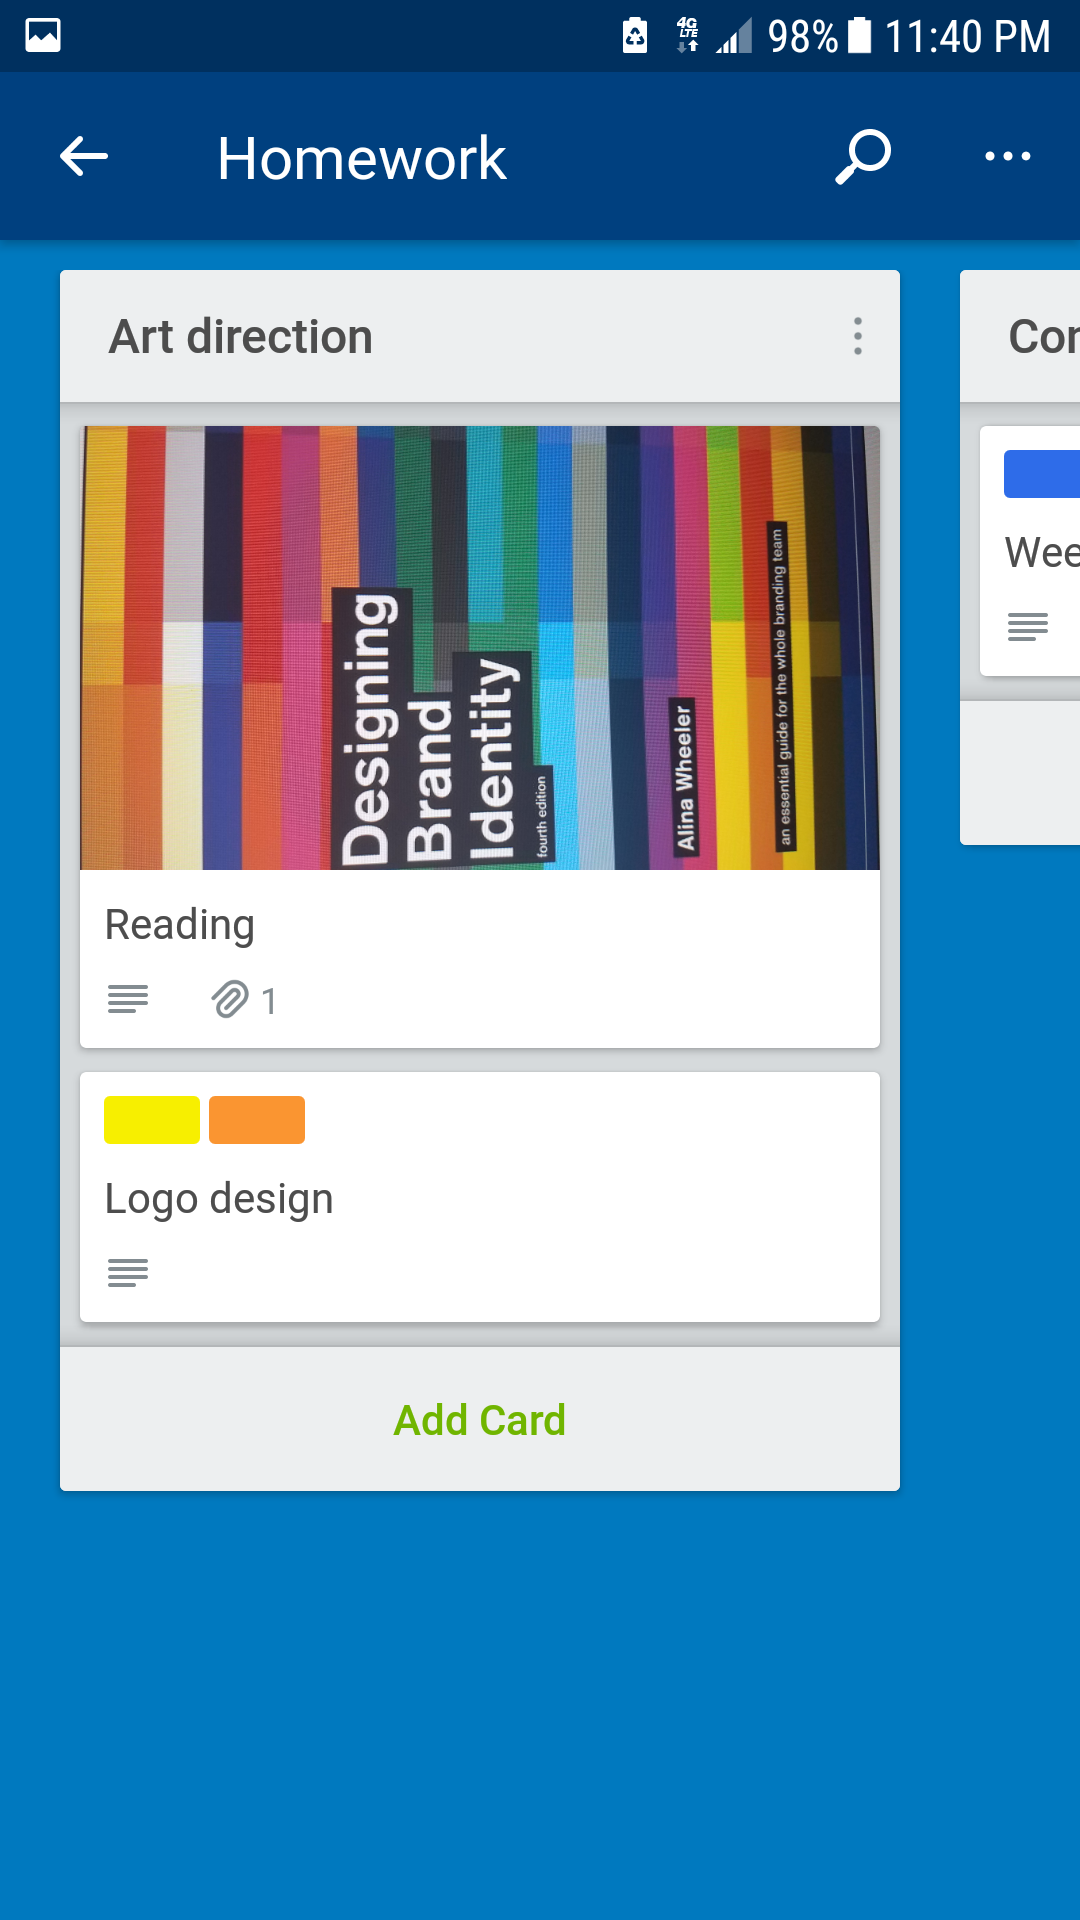 4G LTE 98% 11:40 PM
Homework
Art direction
Designing
Brand
Identity
fourth edition
Alina Wheeler
an essential guide for the whole branding team
Reading
1
Logo design
Add Card
Cor
Wee